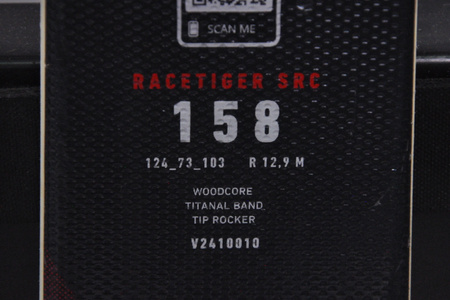 SCAN ME
RACETIGER SRC
158
124_73_103 R 12,9 M
WOODCORE
TITANAL BAND
TIP ROCKER
V2410010